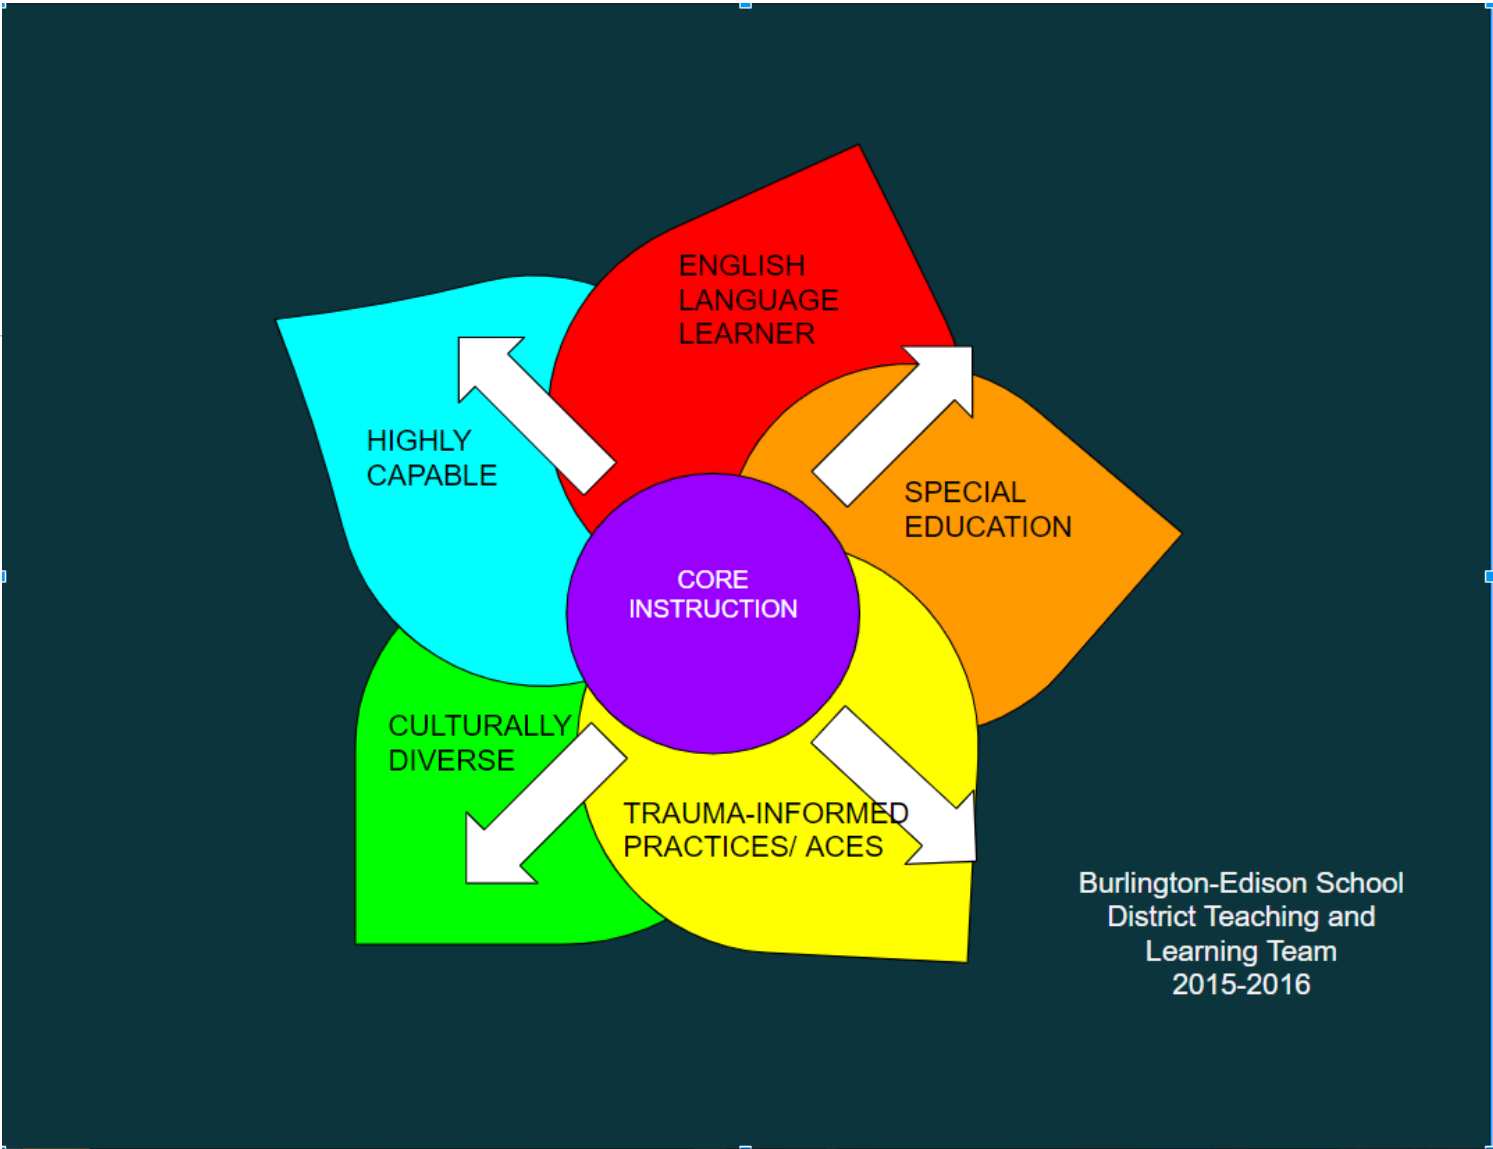 ENGLISH
LANGUAGE
LEARNER
HIGHLY
CAPABLE
SPECIAL
EDUCATION
CORE
INSTRUCTION
CULTURALLY
DIVERSE
TRAUMA-INFORMED
PRACTICES/ ACES
Burlington-Edison School
District Teaching and
Learning Team
2015-2016